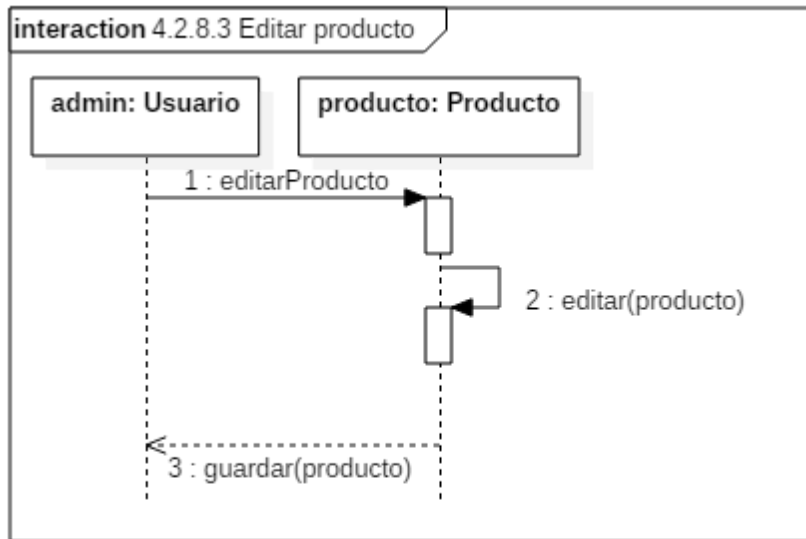 interaction 4.2.8.3 Editar producto
admin: Usuario
producto: Producto
1 : editarProducto
2 : editar(producto)
3 : guardar(producto)